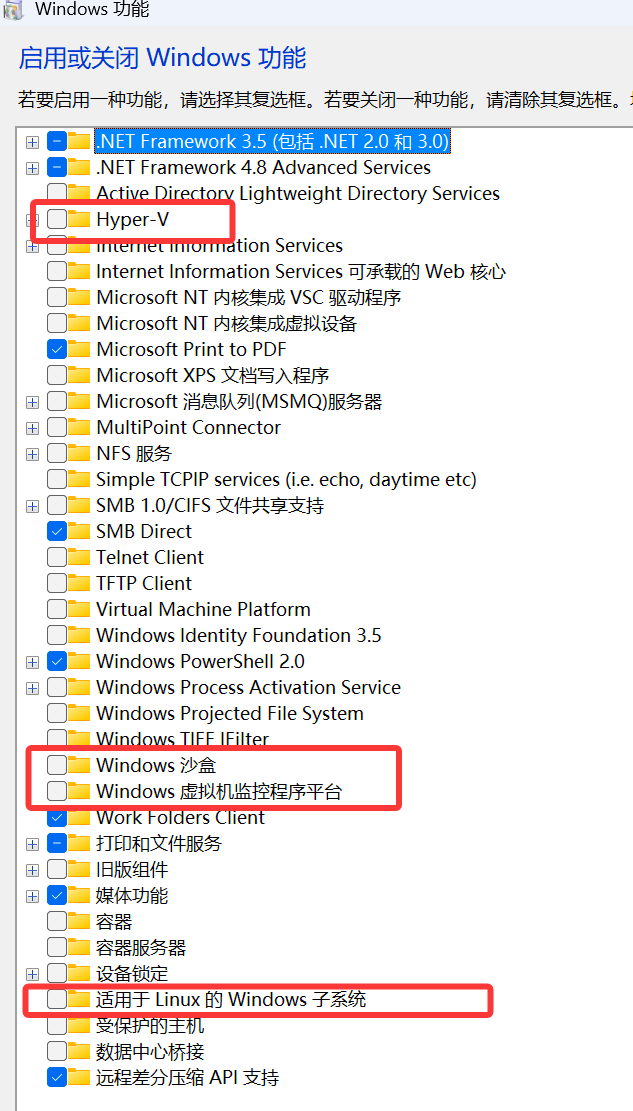 Windows 功能
启用或关闭 Windows 功能
若要启用一种功能，请选择其复选框。若要关闭一种功能，请清除其复选框。
.NET Framework 3.5 (包括 .NET 2.0 和 3.0)
.NET Framework 4.8 Advanced Services
Active Directory Lightweight Directory Services
Hyper-V
Internet Information Services
Internet Information Services 可承载的 Web 核心
Microsoft NT 内核集成 VSC 驱动程序
Microsoft NT 内核集成虚拟设备
Microsoft Print to PDF
Microsoft XPS 文档写入程序
Microsoft 消息队列(MSMQ)服务器
MultiPoint Connector
NFS 服务
Simple TCPIP services (i.e. echo, daytime etc)
SMB 1.0/CIFS 文件共享支持
SMB Direct
Telnet Client
TFTP Client
Virtual Machine Platform
Windows Identity Foundation 3.5
Windows PowerShell 2.0
Windows Process Activation Service
Windows Projected File System
Windows TIFF IFilter
Windows 沙盒
Windows 虚拟机监控程序平台
Work Folders Client
打印和文件服务
旧版组件
媒体功能
容器
容器服务器
设备锁定
适用于 Linux 的 Windows 子系统
受保护的主机
数据中心桥接
远程差分压缩 API 支持